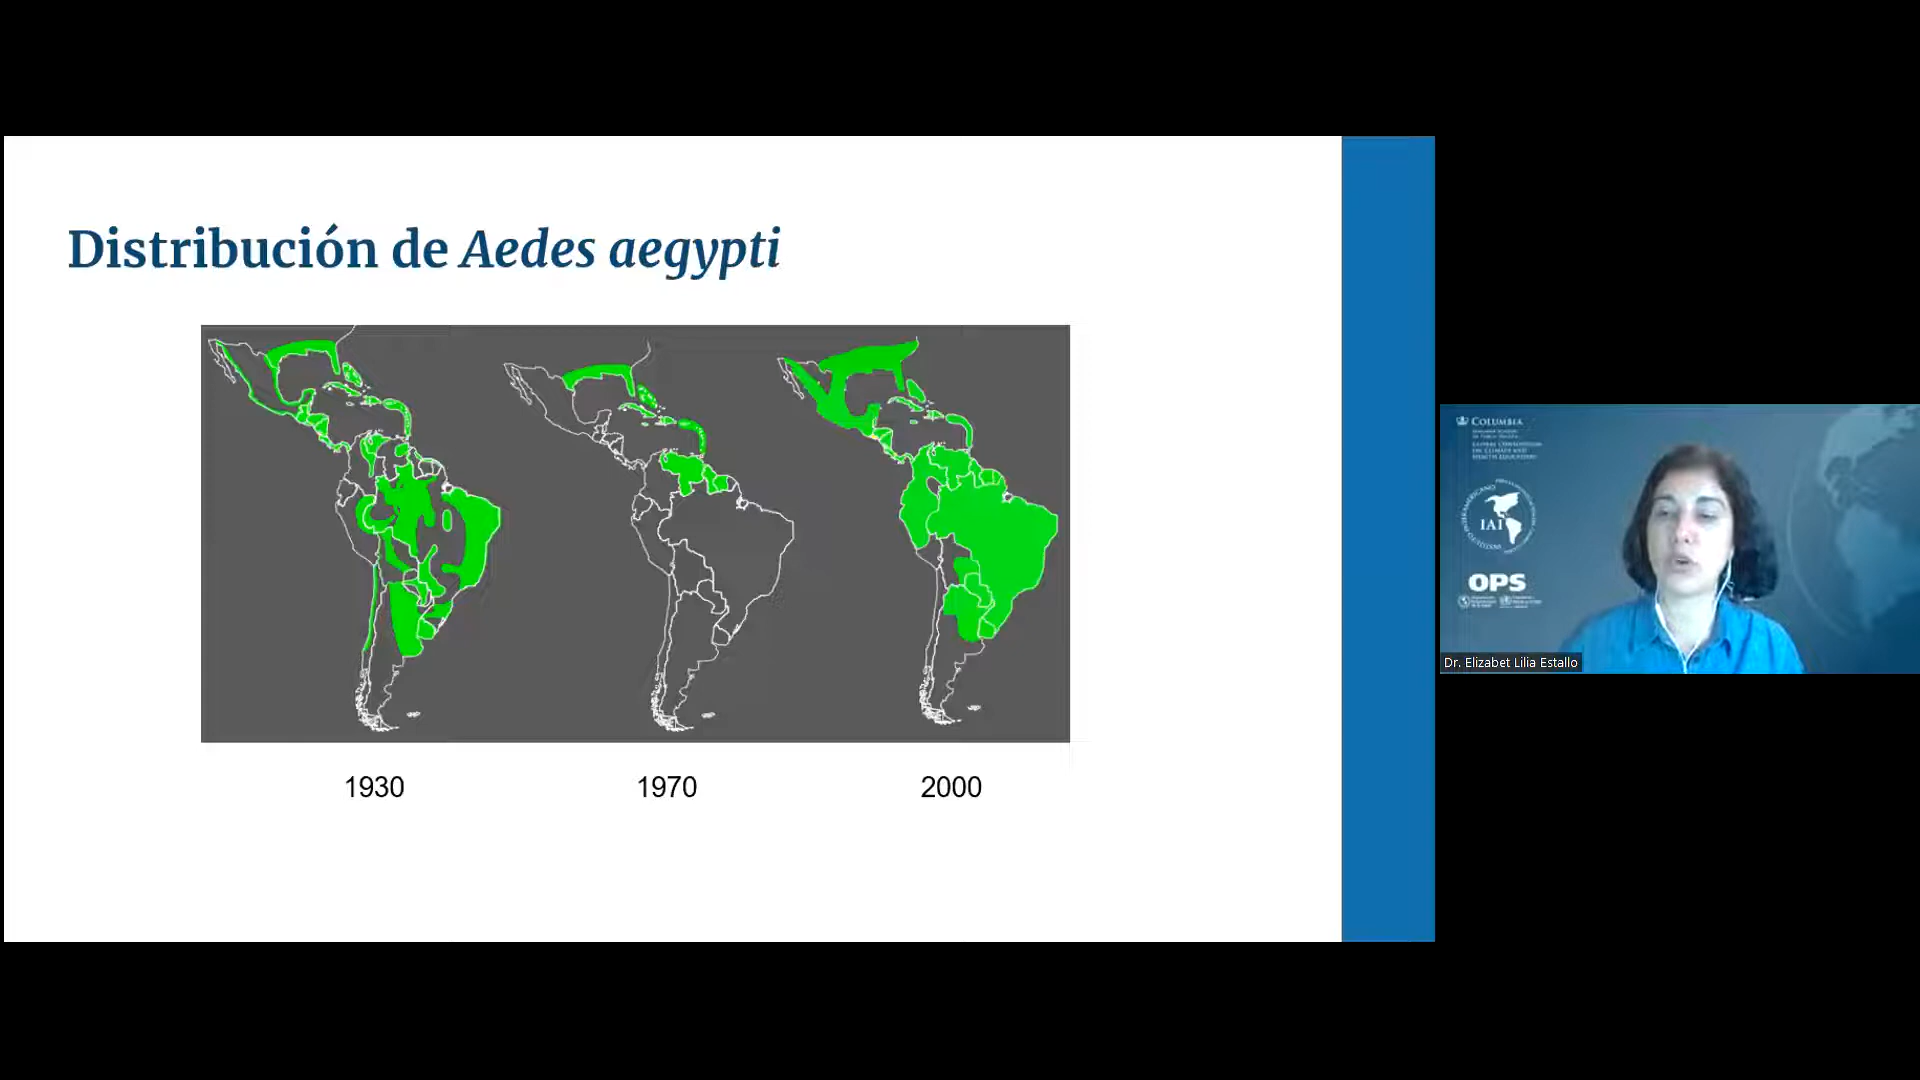 Distribución de Aedes aegypti
1930
1970
2000
COLUMBIA
IAI
OPS
Dr. Elizabet Lilia Estallo